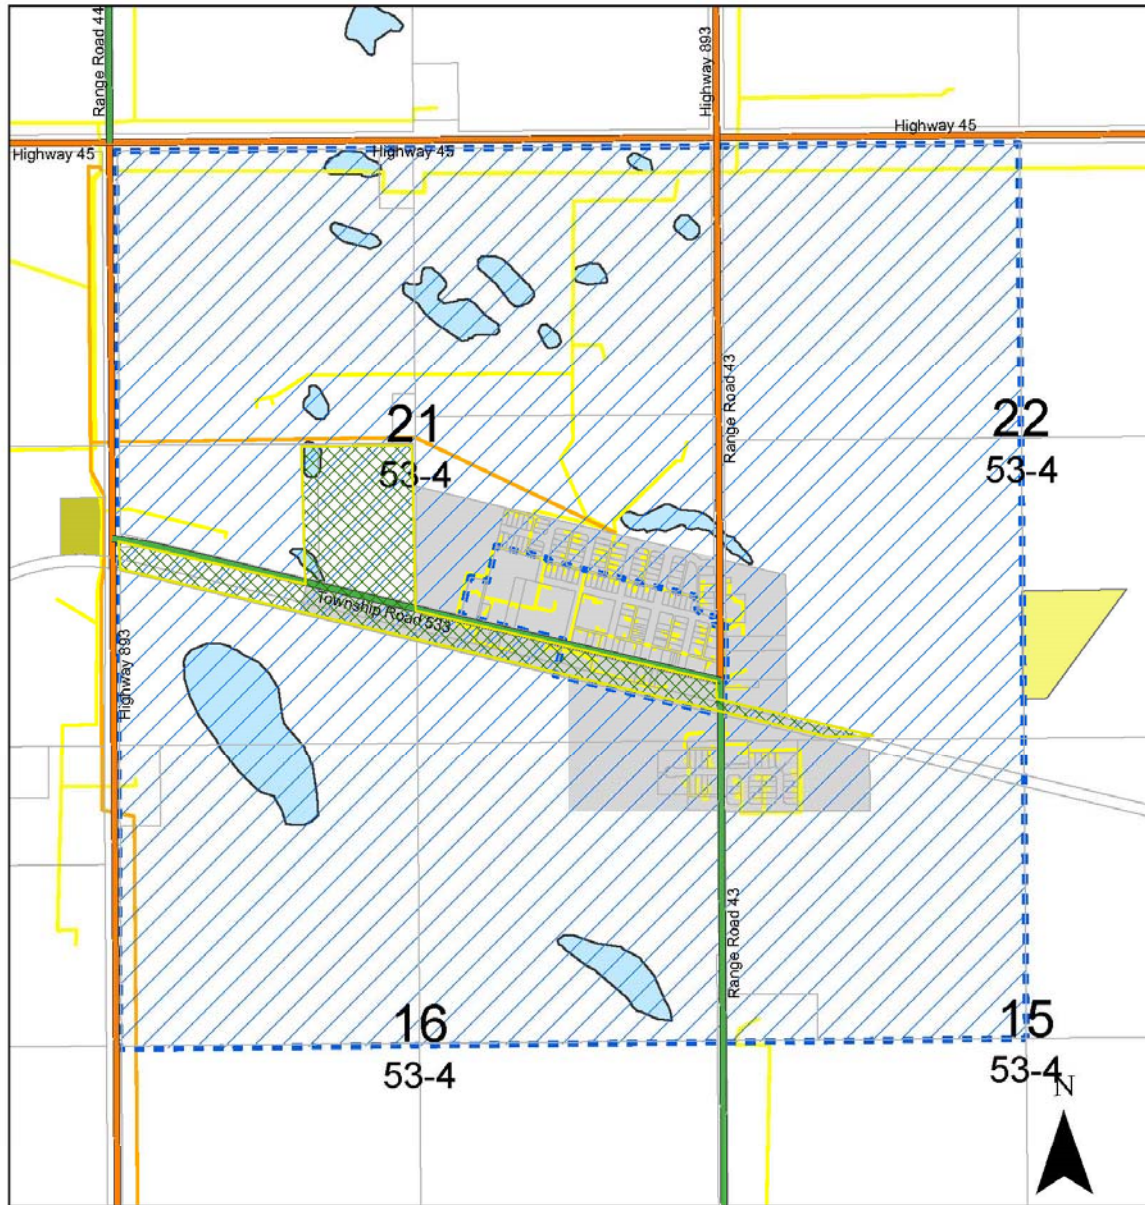 Range Road 44
Highway 893
Highway 45
Highway 45
Highway 45
Range Road 43
21
53-4
22
53-4
Township Road 533
Highway 893
Range Road 43
16
53-4
15
53-4
N